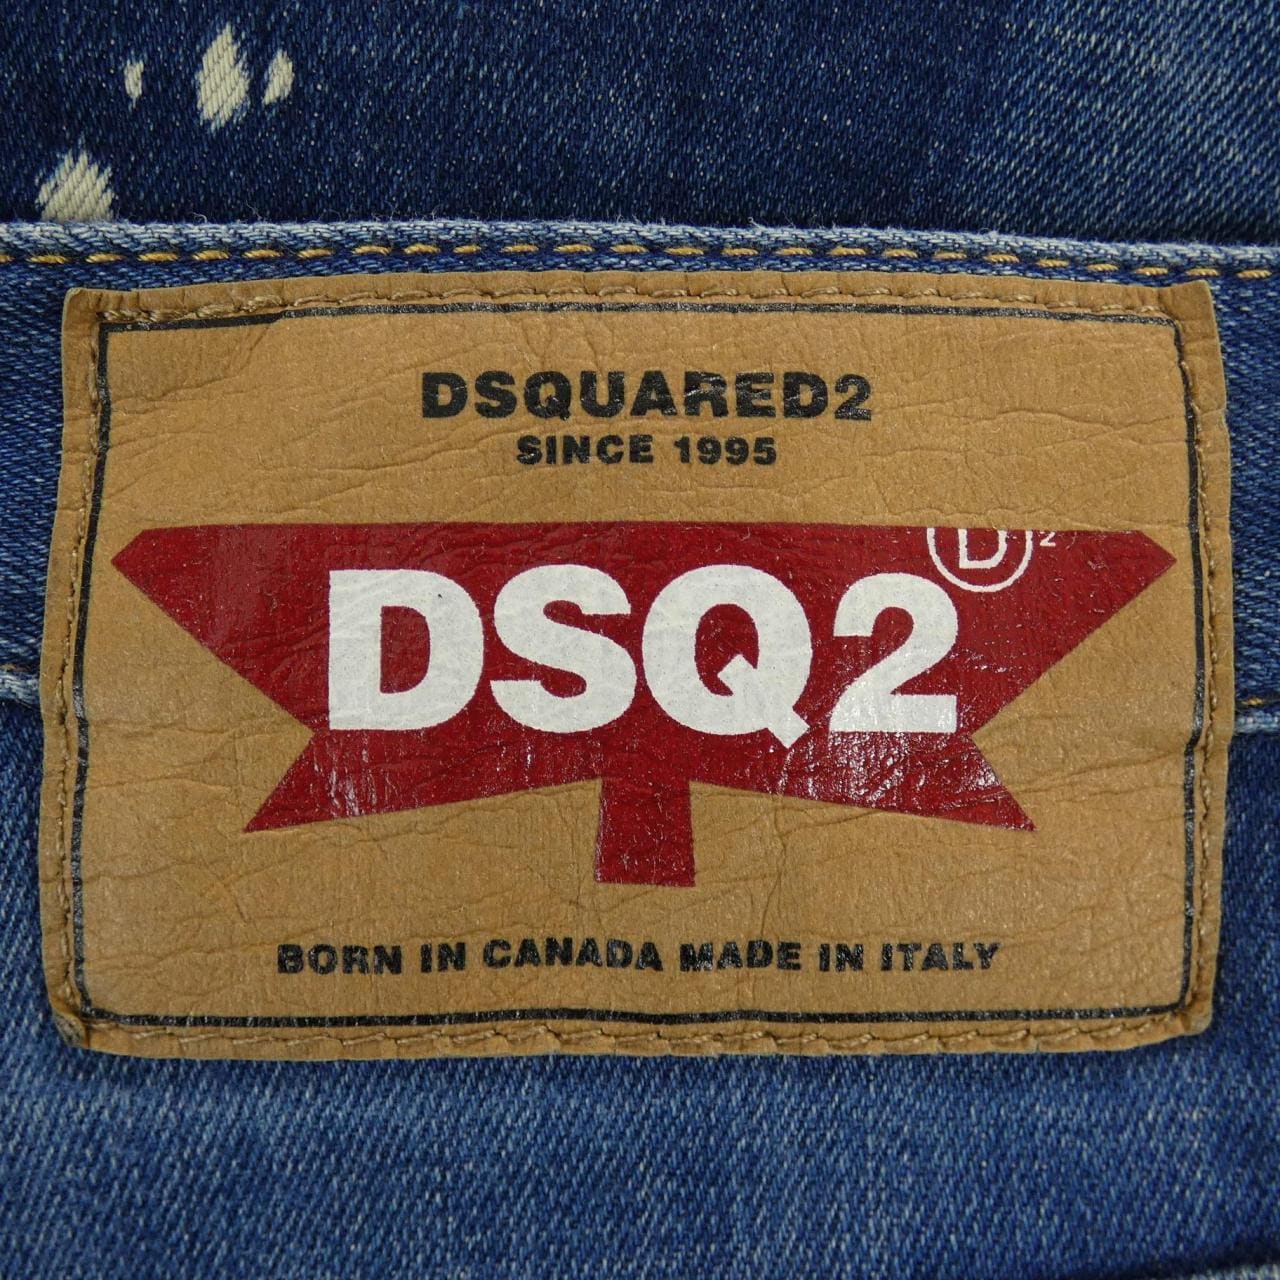 DSQUARED2
SINCE 1995
D2
DSQ2
BORN IN CANADA MADE IN ITALY